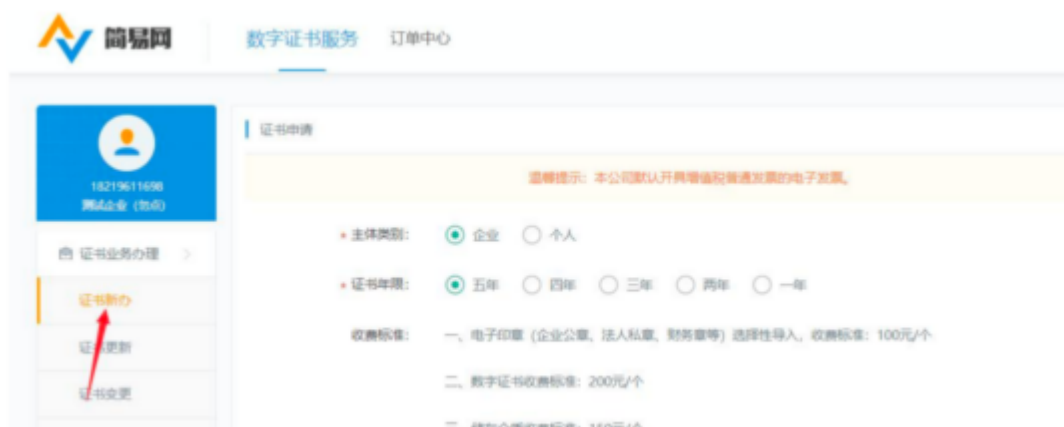 简易网
数字证书服务 订单中心
18219611698
测试企业（勿动）
证书业务办理
证书新办
证书更新
证书变更
证书申请
温馨提示：本公司默认开具增值税普通发票的电子发票。
* 主体类别： 企业 个人
* 证书年限： 五年 四年 三年 两年 一年
收费标准： 一、电子印章（企业公章、法人私章、财务章等）选择性导入，收费标准：100元/个
二、数字证书收费标准：200元/个